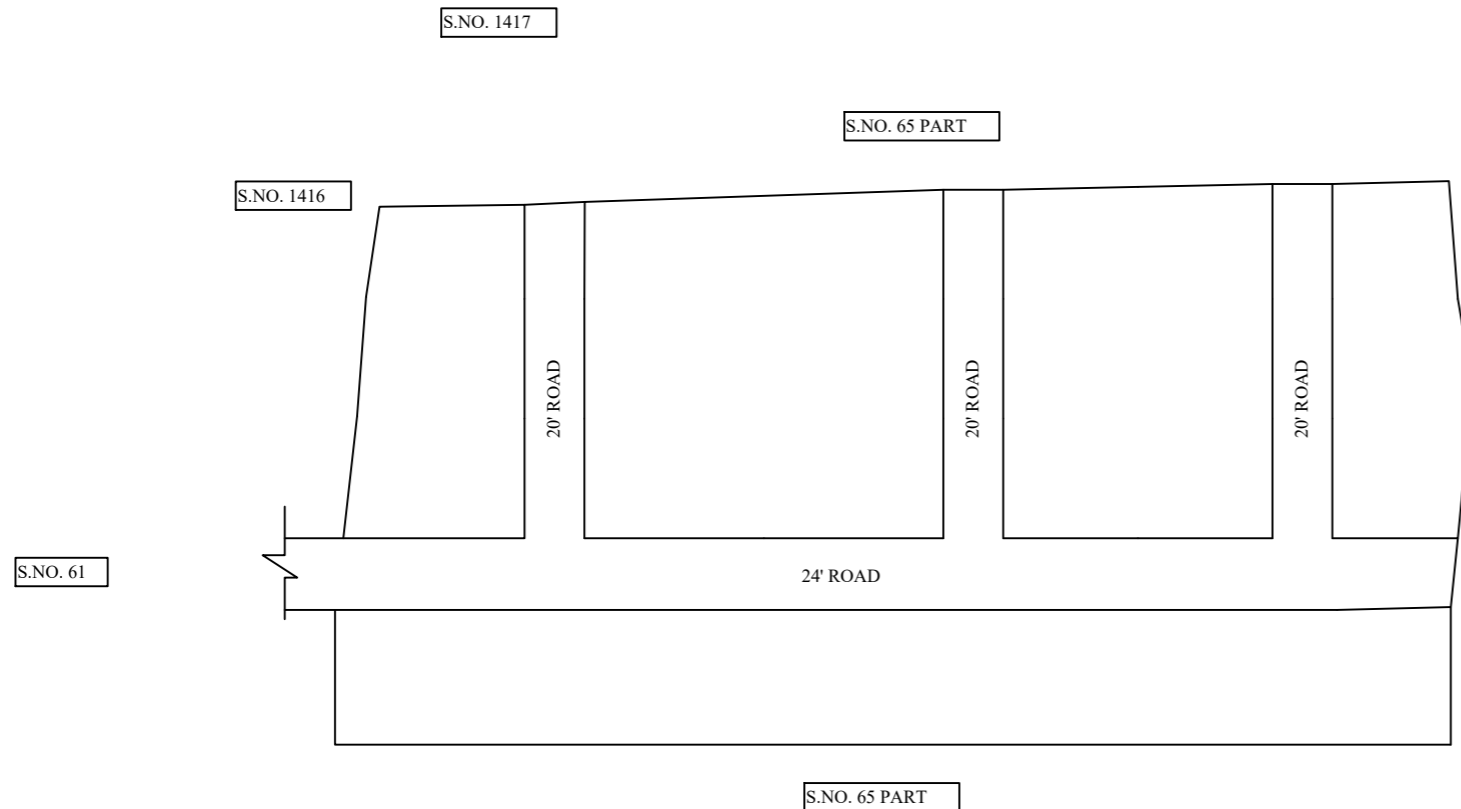 S.NO. 1417
S.NO. 65 PART
S.NO. 1416
20' ROAD
20' ROAD
20' ROAD
S.NO. 61
24' ROAD
S.NO. 65 PART